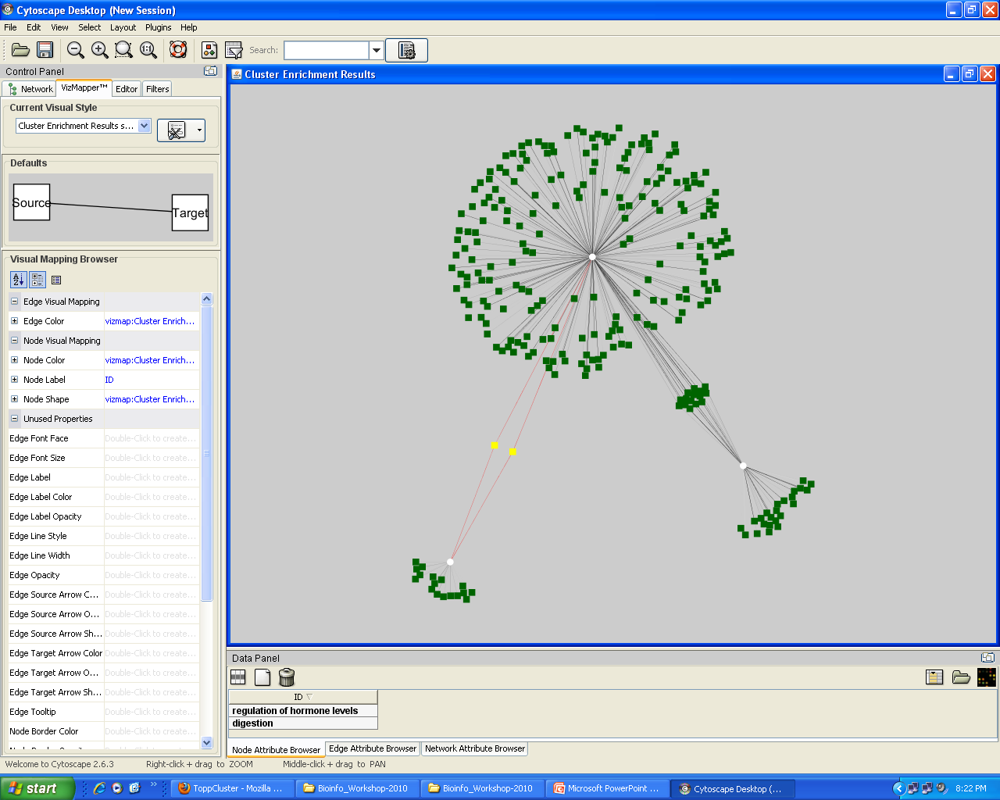 Cytoscape Desktop (New Session)
File Edit View Select Layout Plugins Help
1:1 Search:
Control Panel
Network VizMapper™ Editor Filters
Current Visual Style
Cluster Enrichment Results s...
Defaults
Source Target
Visual Mapping Browser
Edge Visual Mapping
Edge Color vizmap:Cluster Enrich...
Node Visual Mapping
Node Color vizmap:Cluster Enrich...
Node Label ID
Node Shape vizmap:Cluster Enrich...
Unused Properties
Edge Font Face Double-Click to create...
Edge Font Size Double-Click to create...
Edge Label Double-Click to create...
Edge Label Color Double-Click to create...
Edge Label Opacity Double-Click to create...
Edge Line Style Double-Click to create...
Edge Line Width Double-Click to create...
Edge Opacity Double-Click to create...
Edge Source Arrow C... Double-Click to create...
Edge Source Arrow O... Double-Click to create...
Edge Source Arrow Sh... Double-Click to create...
Edge Target Arrow Color Double-Click to create...
Edge Target Arrow O... Double-Click to create...
Edge Target Arrow Sh... Double-Click to create...
Edge Tooltip Double-Click to create...
Node Border Color Double-Click to create...
Cluster Enrichment Results
Data Panel
ID
regulation of hormone levels
digestion
Node Attribute Browser Edge Attribute Browser Network Attribute Browser
Welcome to Cytoscape 2.6.3 Right-click + drag to ZOOM Middle-click + drag to PAN
start ToppCluster - Mozilla ... Bioinfo_Workshop-2010 Bioinfo_Workshop-2010 Microsoft PowerPoint ... Cytoscape Desktop (... 8:22 PM